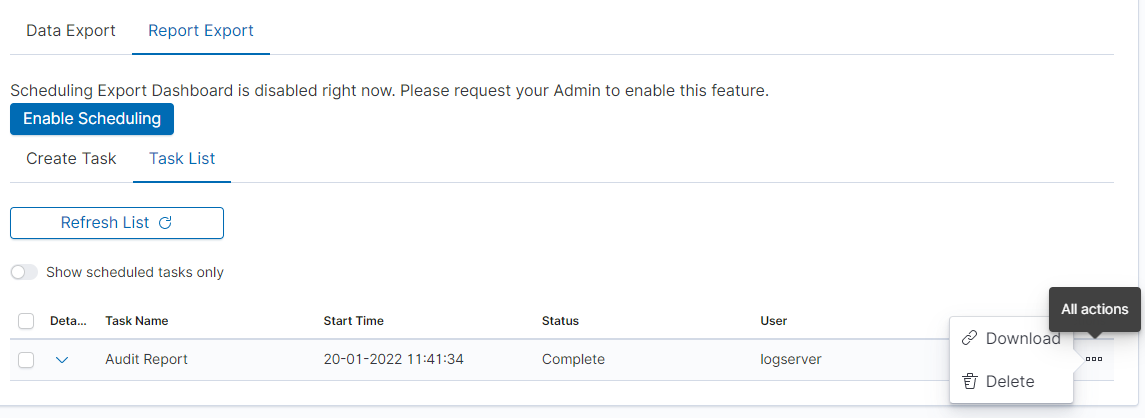 Data Export Report Export
Scheduling Export Dashboard is disabled right now. Please request your Admin to enable this feature.
Enable Scheduling
Create Task Task List
Refresh List
Show scheduled tasks only
All actions
Deta... Task Name Start Time Status User
Download
Audit Report 20-01-2022 11:41:34 Complete logserver
Delete